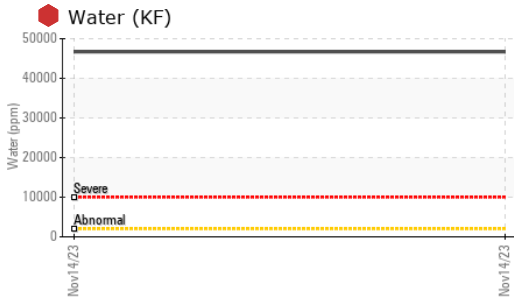 Water (KF)
50000
40000
30000
20000
10000
0
Water (ppm)
Severe
Abnormal
Nov14/23
Nov14/23